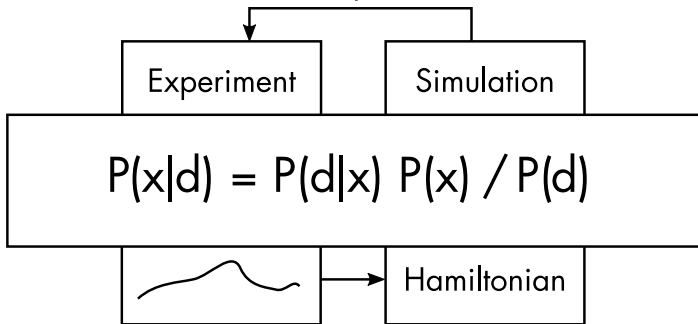 Experiment
Simulation
P(x|d) = P(d|x) P(x) / P(d)
Hamiltonian